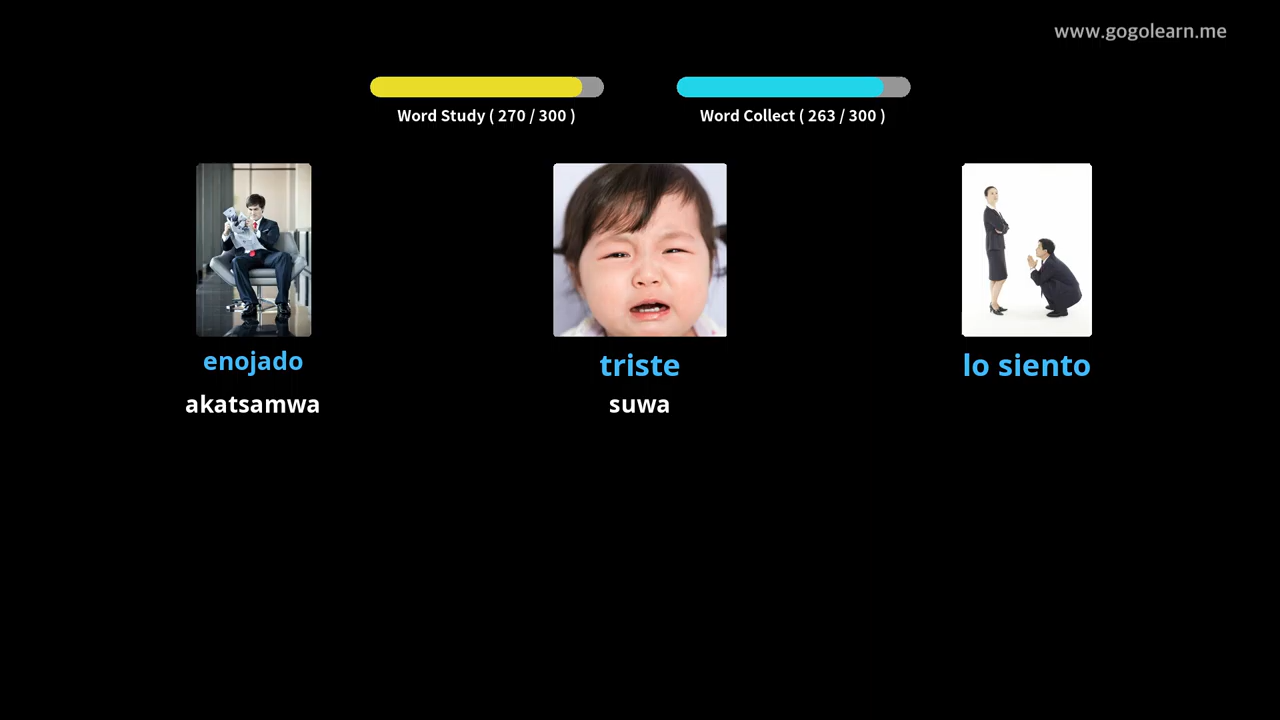 www.gogolearn.me
Word Study ( 270 / 300 )
Word Collect ( 263 / 300 )
enojado
triste
lo siento
akatsamwa
suwa